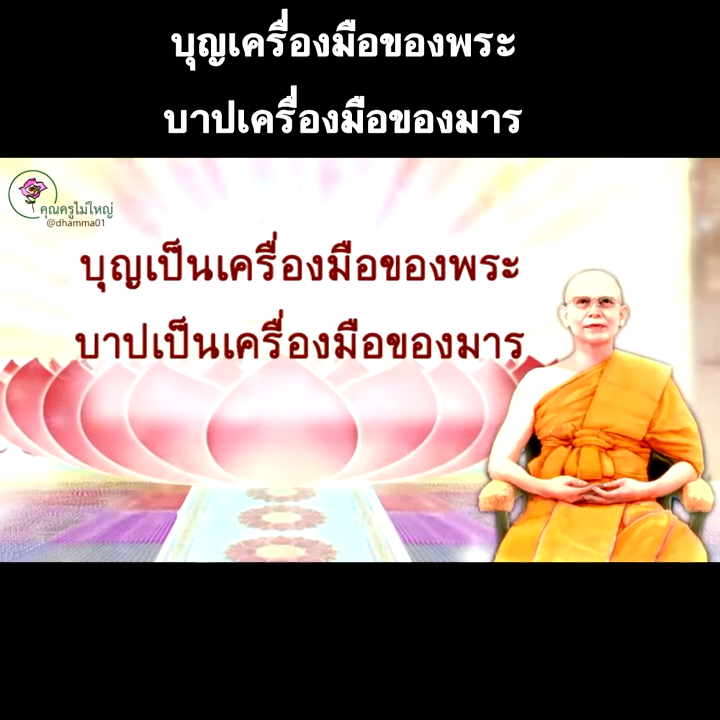 บุญเครื่องมือของพระ
บาปเครื่องมือของมาร
คุณครูไม่ใหญ่
@dhamma01
บุญเป็นเครื่องมือของพระ
บาปเป็นเครื่องมือของมาร